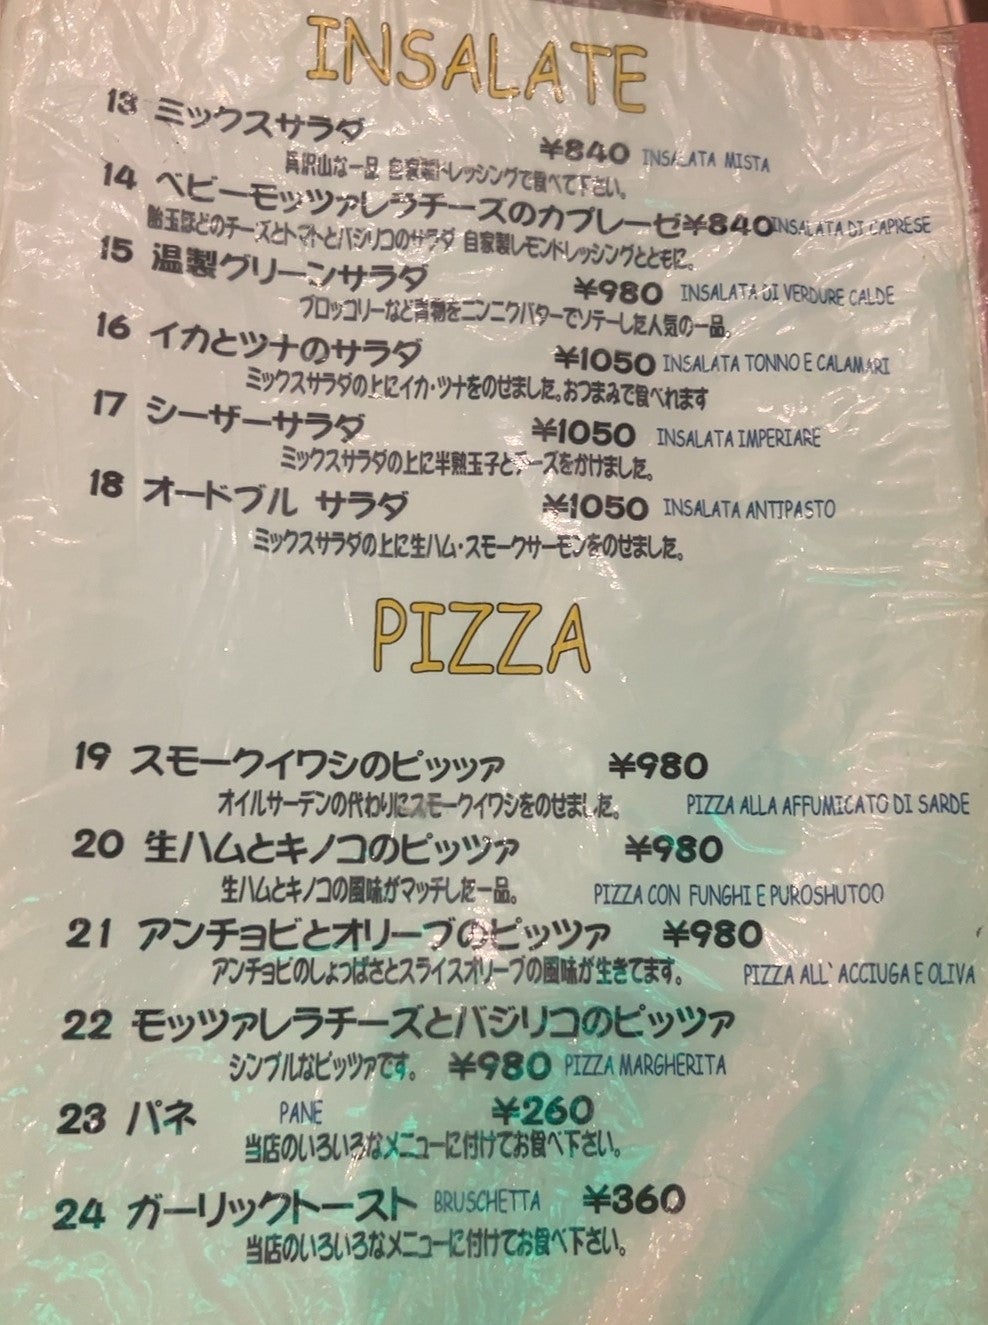 INSALATE
13 ミックスサラダ ¥840 INSALATA MISTA
沢山な一品 自家製ドレッシングで食べて下さい。
14 ベビーモッツァレラチーズのカプレーゼ ¥840 INSALATA DI CAPRESE
飴玉ほどのチーズとトマトとバジリコのサラダ 自家製レモンドレッシングとともに。
15 温製グリーンサラダ ¥980 INSALATA DI VERDURE CALDE
ブロッコリーなど青物をニンニクバターでソテーした人気の一品。
16 イカとツナのサラダ ¥1050 INSALATA TONNO E CALAMARI
ミックスサラダの上にイカ・ツナをのせました。おつまみで食べれます
17 シーザーサラダ ¥1050 INSALATA IMPERIARE
ミックスサラダの上に半熟玉子とチーズをかけました。
18 オードブル サラダ ¥1050 INSALATA ANTIPASTO
ミックスサラダの上に生ハム・スモークサーモンをのせました。
PIZZA
19 スモークイワシのピッツァ ¥980
オイルサーデンの代わりにスモークイワシをのせました。 PIZZA ALLA AFFUMICATO DI SARDE
20 生ハムとキノコのピッツァ ¥980
生ハムとキノコの風味がマッチした一品。 PIZZA CON FUNGHI E PUROSHUTOO
21 アンチョビとオリーブのピッツァ ¥980
アンチョビのしょっぱさとスライスオリーブの風味が生きてます。 PIZZA ALL` ACCIUGA E OLIVA
22 モッツァレラチーズとバジリコのピッツァ
シンプルなピッツァです。 ¥980 PIZZA MARGHERITA
23 パネ PANE ¥260
当店のいろいろなメニューに付けてお食べ下さい。
24 ガーリックトースト BRUSCHETTA ¥360
当店のいろいろなメニューに付けてお食べ下さい。